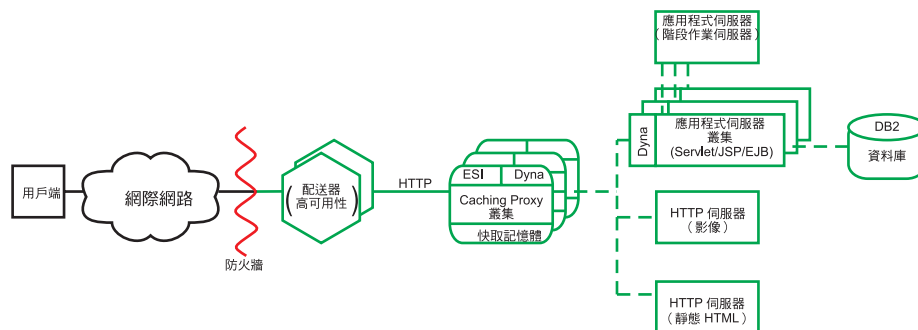 用戶端
網際網路
防火牆
(配送器
高可用性)
HTTP
ESI
Dyna
Caching Proxy
叢集
快取記憶體
應用程式伺服器
(階段作業伺服器)
Dyna
應用程式伺服器
叢集
(Servlet/JSP/EJB)
DB2
資料庫
HTTP 伺服器
(影像)
HTTP 伺服器
(靜態 HTML)